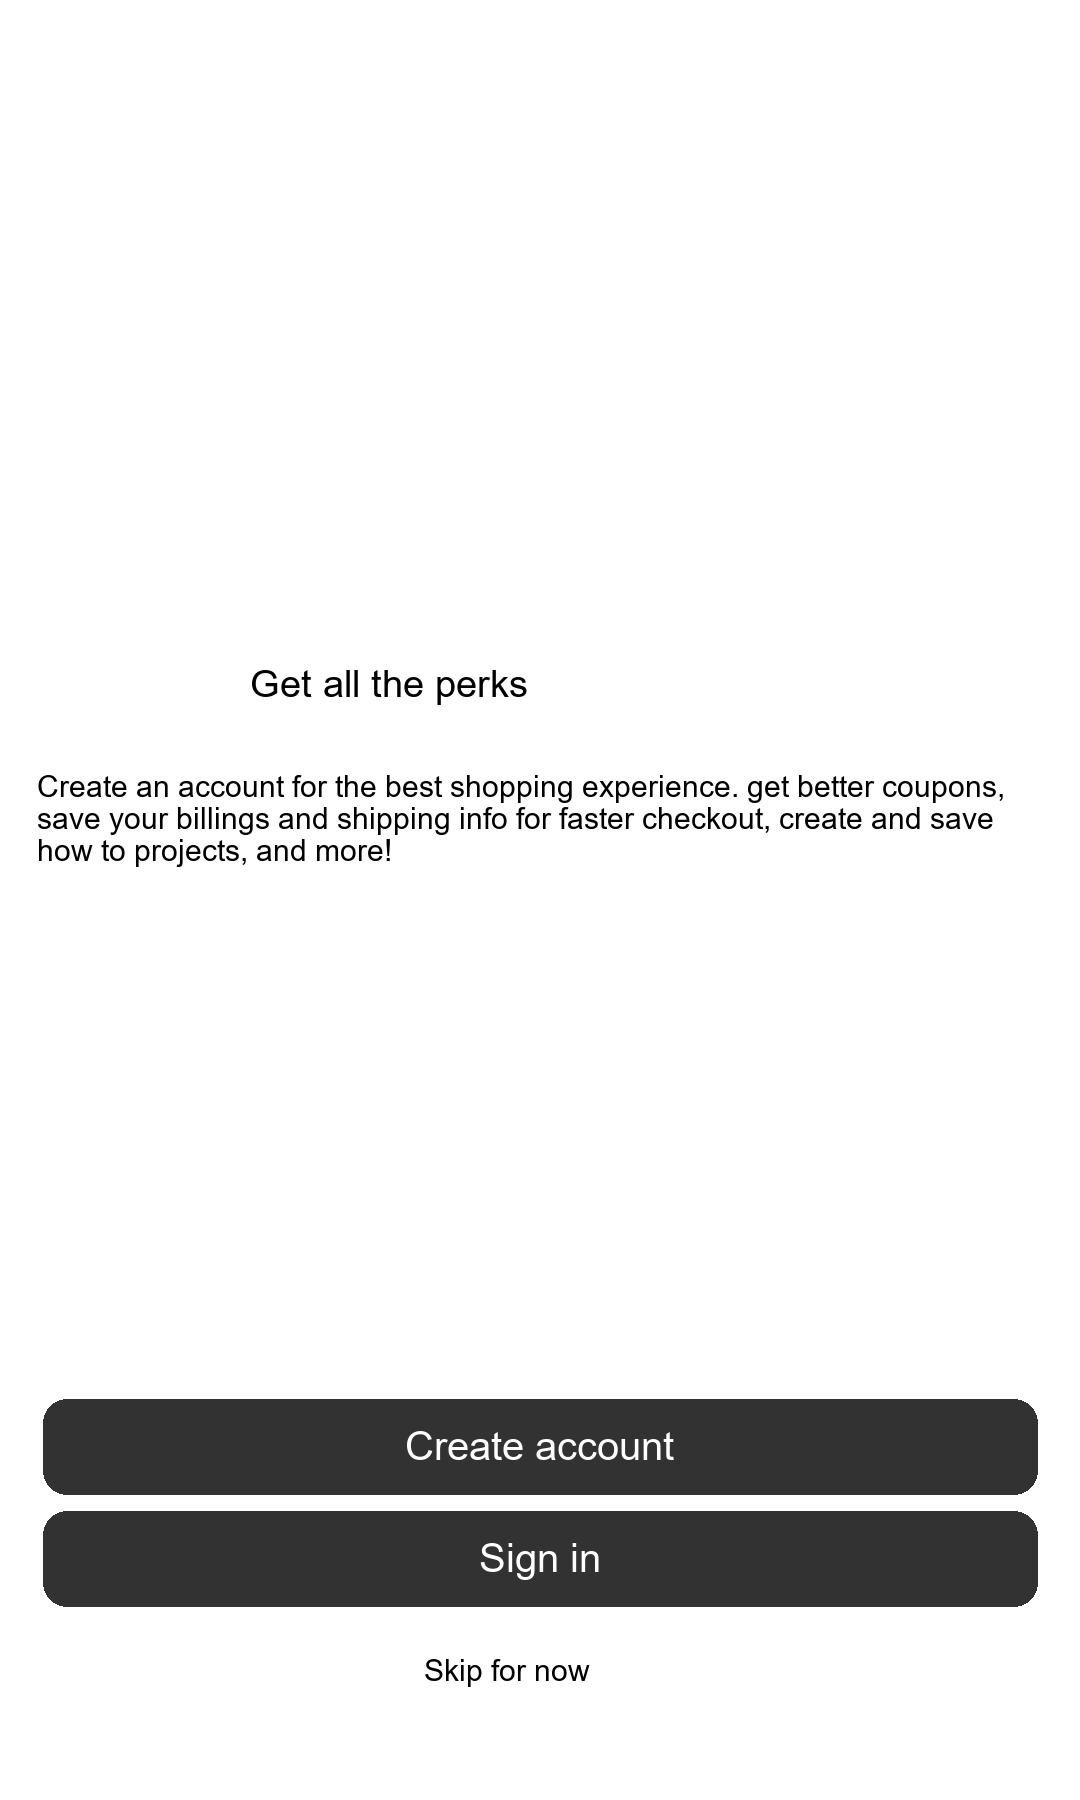 Get all the perks
Create an account for the best shopping experience. get better coupons,
save your billings and shipping info for faster checkout, create and save
how to projects, and more!
Create account
Sign in
Skip for now